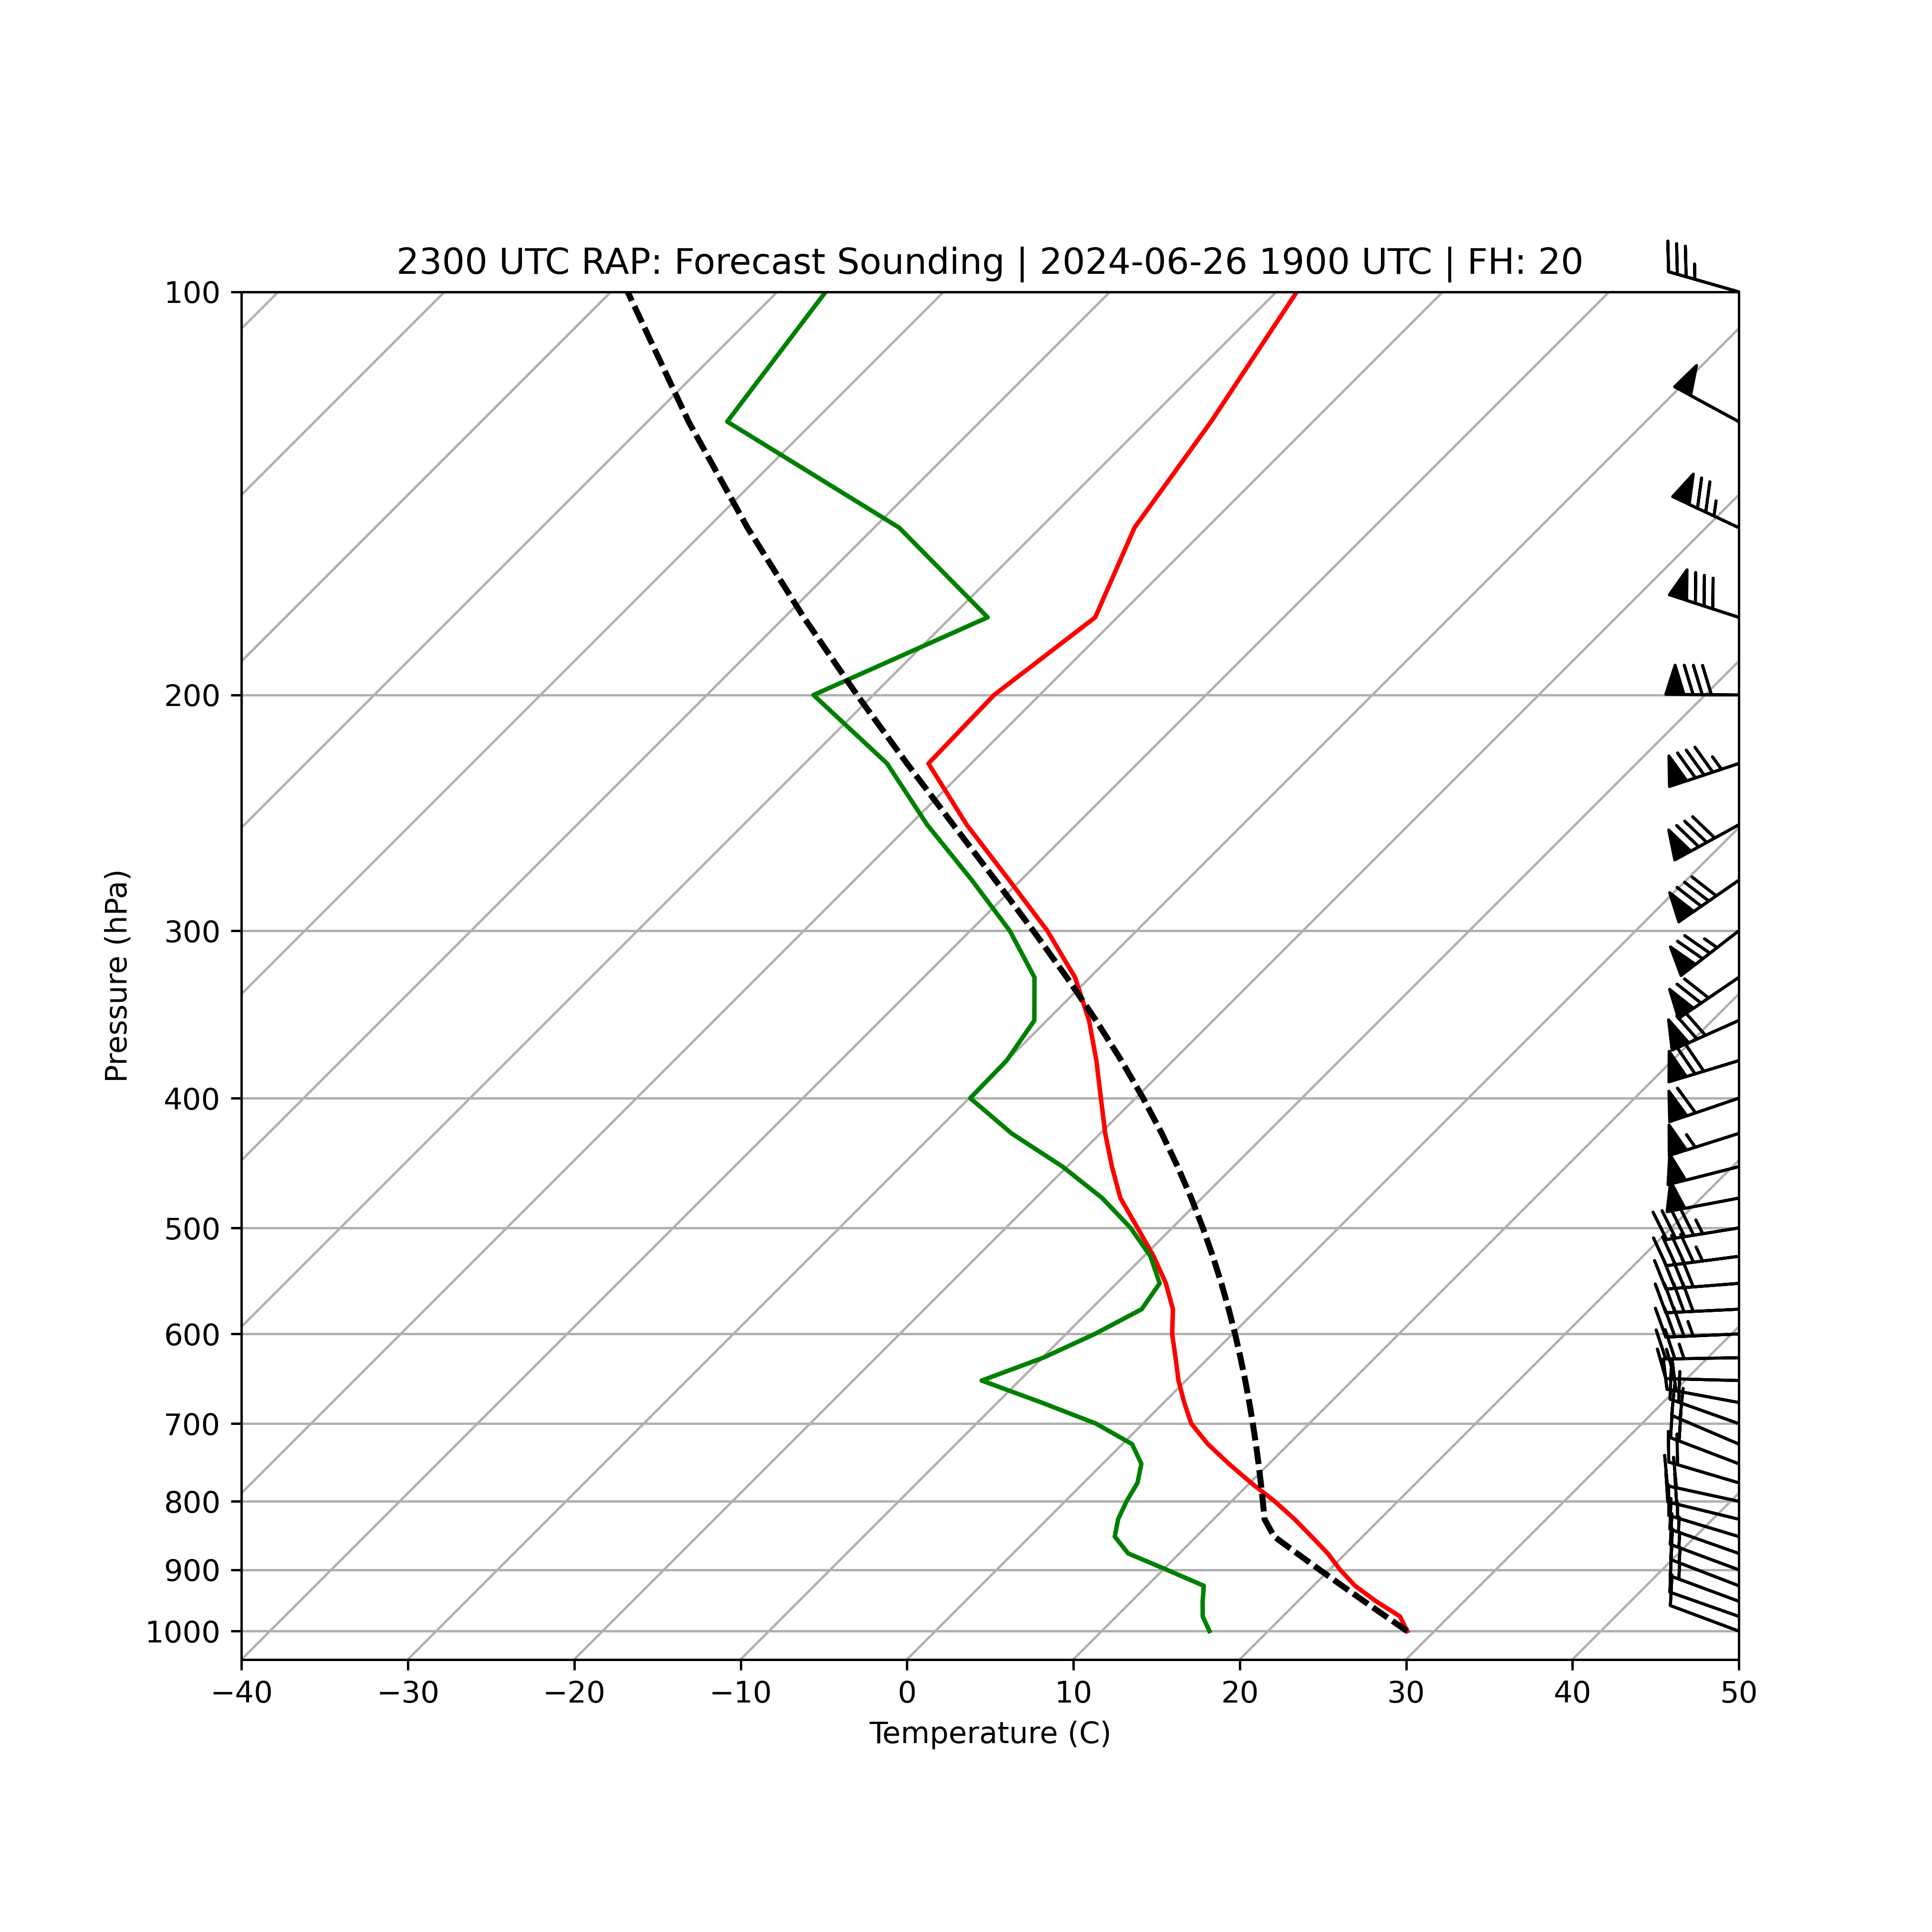 2300 UTC RAP: Forecast Sounding | 2024-06-26 1900 UTC | FH: 20
100
200
300
400
500
600
700
800
900
1000
Pressure (hPa)
−40 −30 −20 −10 0 10 20 30 40 50
Temperature (C)